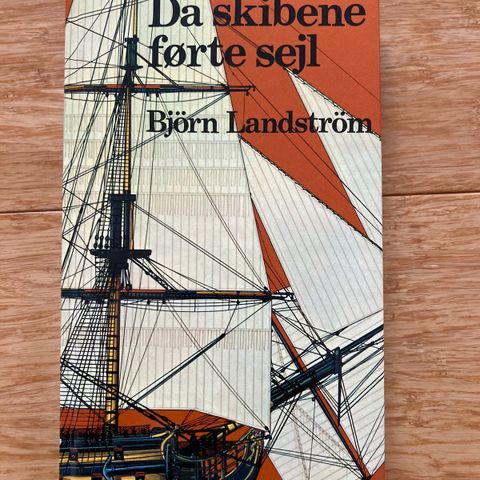 Da skibene
førte sejl
Björn Landström